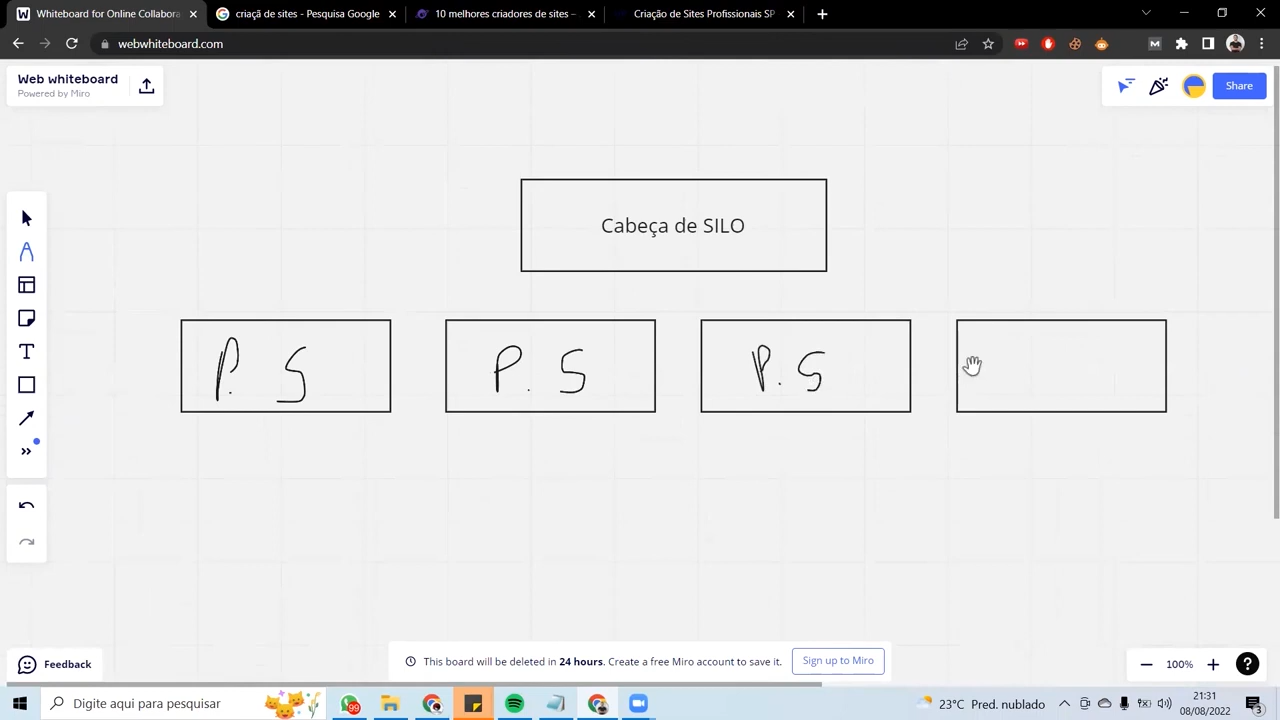 Whiteboard for Online Collabora
criaçã de sites - Pesquisa Google
10 melhores criadores de sites –
Criação de Sites Profissionais SP
webwhiteboard.com
Web whiteboard
Powered by Miro
Share
Cabeça de SILO
P. S
P. S
P. S
This board will be deleted in 24 hours. Create a free Miro account to save it.
Sign up to Miro
Feedback
100%
?
Digite aqui para pesquisar
99
23°C Pred. nublado
21:31
08/08/2022
3